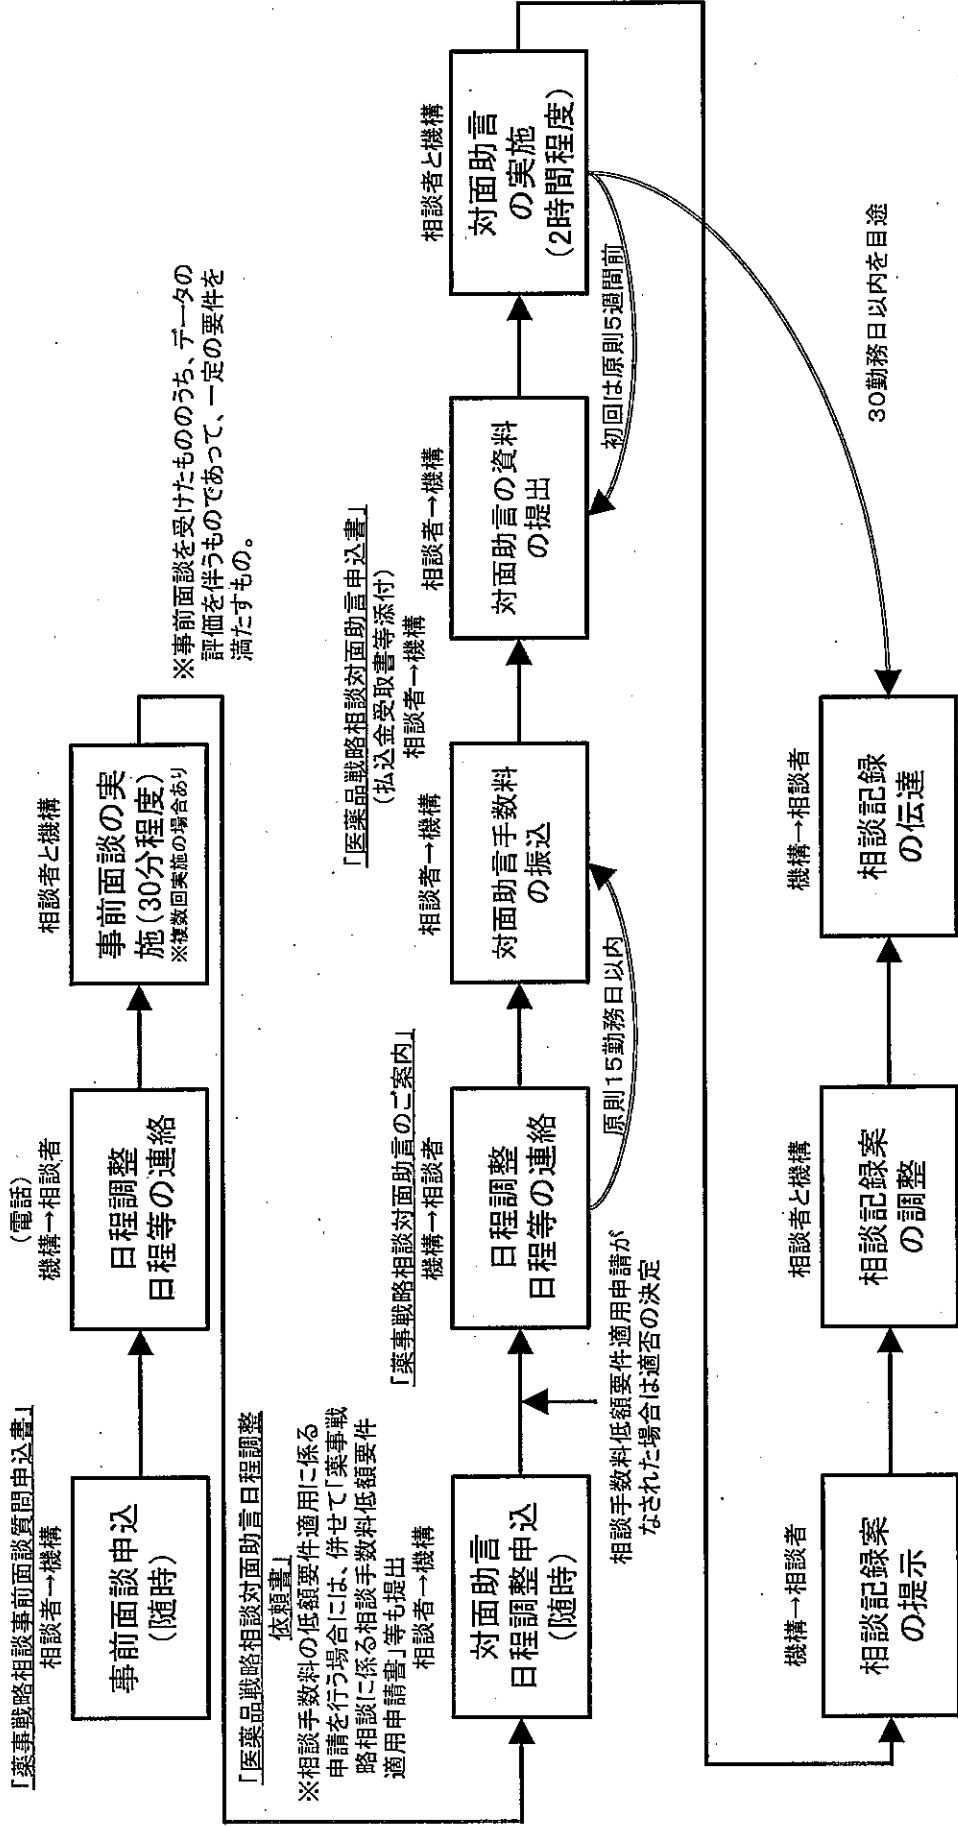 「薬事戦略相談事前面談質問申込書」
相談者→機構
事前面談申込
(随時)
(電話)
機構→相談者
日程調整
日程等の連絡
相談者と機構
事前面談の実
施(30分程度)
※複数回実施の場合あり
※事前面談を受けたもののうち、データの
評価を伴うものであって、一定の要件を
満たすもの。
「医薬品戦略相談対面助言日程調整
依頼書」
※相談手数料の低額要件適用に係る
申請を行う場合には、併せて「薬事戦
略相談に係る相談手数料低額要件
適用申請書」等も提出
相談者→機構
対面助言
日程調整申込
(随時)
相談手数料低額要件適用申請が
なされた場合は適否の決定
「薬事戦略相談対面助言のご案内」
機構→相談者
日程調整
日程等の連絡
原則15勤務日以内
「医薬品戦略相談対面助言申込書」
(払込金受取書等添付)
相談者→機構
相談者→機構
対面助言手数料
の振込
相談者→機構
対面助言の資料
の提出
初回は原則5週間前
相談者と機構
対面助言
の実施
(2時間程度)
30勤務日以内を目途
機構→相談者
相談記録案
の提示
相談者と機構
相談記録案
の調整
機構→相談者
相談記録
の伝達